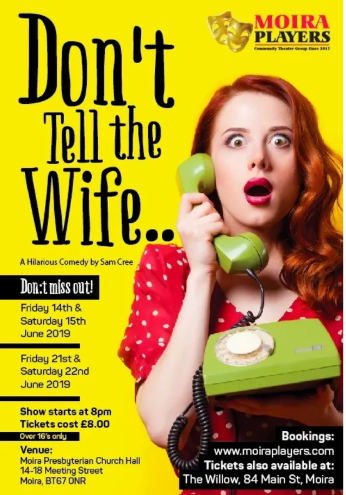 Don't
Tell the
Wife..
MOIRA
PLAYERS
Community Theatre Group Since 2017
A Hilarious Comedy by Sam Cree
Don:t miss out!
Friday 14th &
Saturday 15th
June 2019
Friday 21st &
Saturday 22nd
June 2019
Show starts at 8pm
Tickets cost £8.00
Over 16's only
Venue:
Moira Presbyterian Church Hall
14-18 Meeting Street
Moira, BT67 0NR
Bookings:
www.moiraplayers.com
Tickets also available at:
The Willow, 84 Main St, Moira